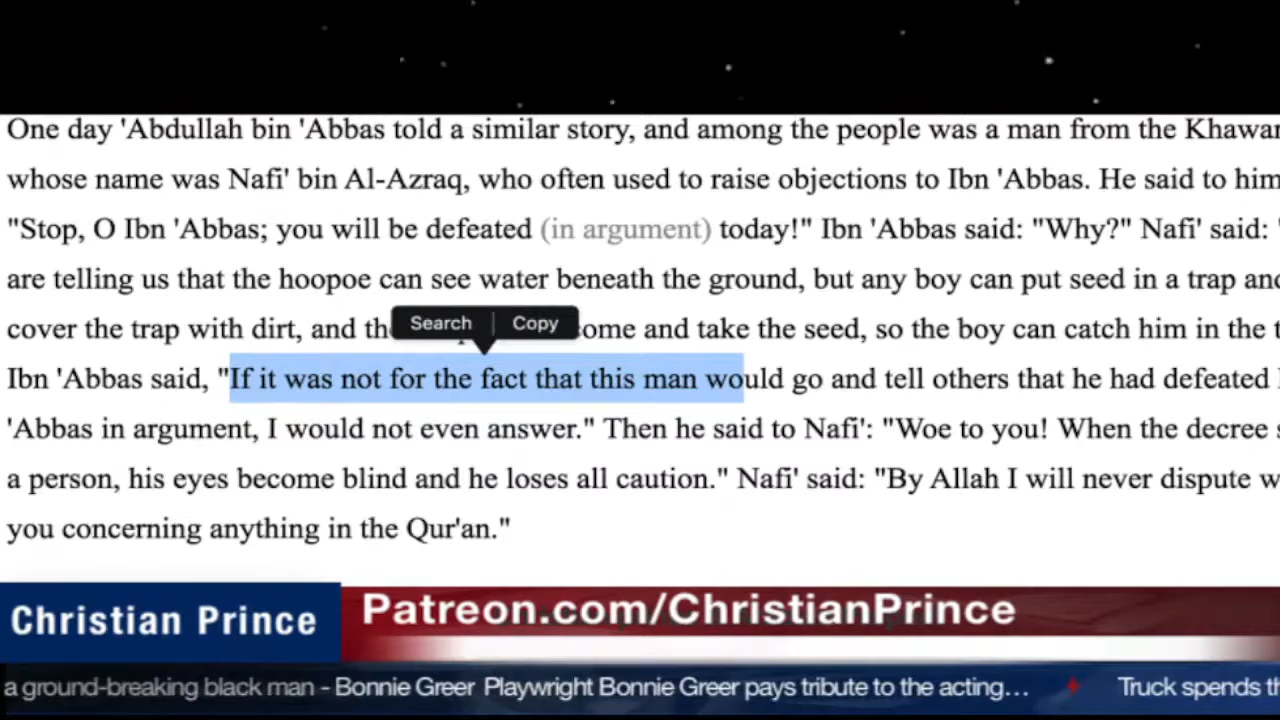 One day 'Abdullah bin 'Abbas told a similar story, and among the people was a man from the Khawar
whose name was Nafi' bin Al-Azraq, who often used to raise objections to Ibn 'Abbas. He said to him
"Stop, O Ibn 'Abbas; you will be defeated (in argument) today!" Ibn 'Abbas said: "Why?" Nafi' said:
are telling us that the hoopoe can see water beneath the ground, but any boy can put seed in a trap and
Search Copy
cover the trap with dirt, and the ome and take the seed, so the boy can catch him in the t
Ibn 'Abbas said, "If it was not for the fact that this man would go and tell others that he had defeated
'Abbas in argument, I would not even answer." Then he said to Nafi': "Woe to you! When the decree s
a person, his eyes become blind and he loses all caution." Nafi' said: "By Allah I will never dispute w
you concerning anything in the Qur'an."
Christian Prince
Patreon.com/ChristianPrince
a ground-breaking black man - Bonnie Greer Playwright Bonnie Greer pays tribute to the acting... Truck spends th